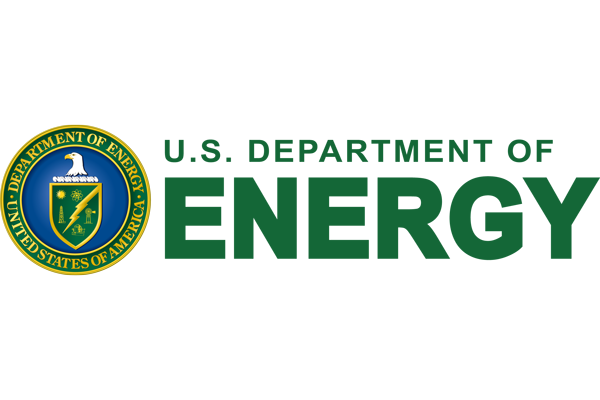 ·DEPARTMENT OF ENERGY·
UNITED STATES OF AMERICA
U.S. DEPARTMENT OF
ENERGY